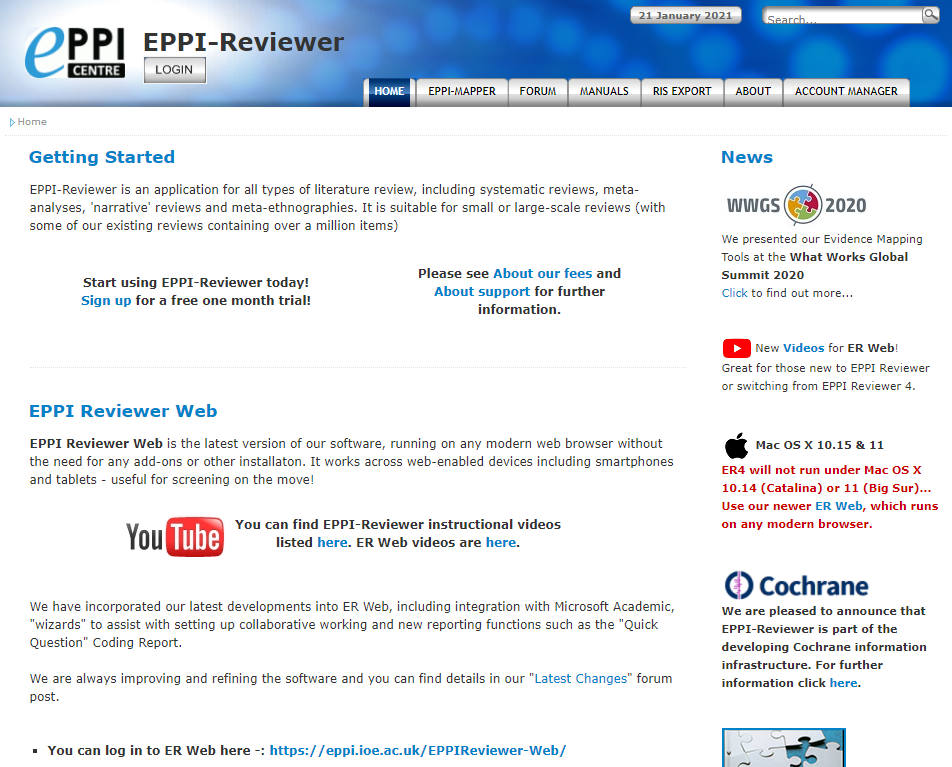 21 January 2021
Search...
ePPI
CENTRE
EPPI-Reviewer
LOGIN
HOME
EPPI-MAPPER
FORUM
MANUALS
RIS EXPORT
ABOUT
ACCOUNT MANAGER
Home
Getting Started
EPPI-Reviewer is an application for all types of literature review, including systematic reviews, meta-
analyses, 'narrative' reviews and meta-ethnographies. It is suitable for small or large-scale reviews (with
some of our existing reviews containing over a million items)
Start using EPPI-Reviewer today!
Sign up for a free one month trial!
Please see About our fees and
About support for further
information.
EPPI Reviewer Web
EPPI Reviewer Web is the latest version of our software, running on any modern web browser without
the need for any add-ons or other installaton. It works across web-enabled devices including smartphones
and tablets - useful for screening on the move!
YouTube
You can find EPPI-Reviewer instructional videos
listed here. ER Web videos are here.
We have incorporated our latest developments into ER Web, including integration with Microsoft Academic,
"wizards" to assist with setting up collaborative working and new reporting functions such as the "Quick
Question" Coding Report.
We are always improving and refining the software and you can find details in our "Latest Changes" forum
post.
You can log in to ER Web here -: https://eppi.ioe.ac.uk/EPPIReviewer-Web/
News
WWGS 2020
We presented our Evidence Mapping
Tools at the What Works Global
Summit 2020
Click to find out more...
New Videos for ER Web!
Great for those new to EPPI Reviewer
or switching from EPPI Reviewer 4.
Mac OS X 10.15 & 11
ER4 will not run under Mac OS X
10.14 (Catalina) or 11 (Big Sur)...
Use our newer ER Web, which runs
on any modern browser.
Cochrane
We are pleased to announce that
EPPI-Reviewer is part of the
developing Cochrane information
infrastructure. For further
information click here.